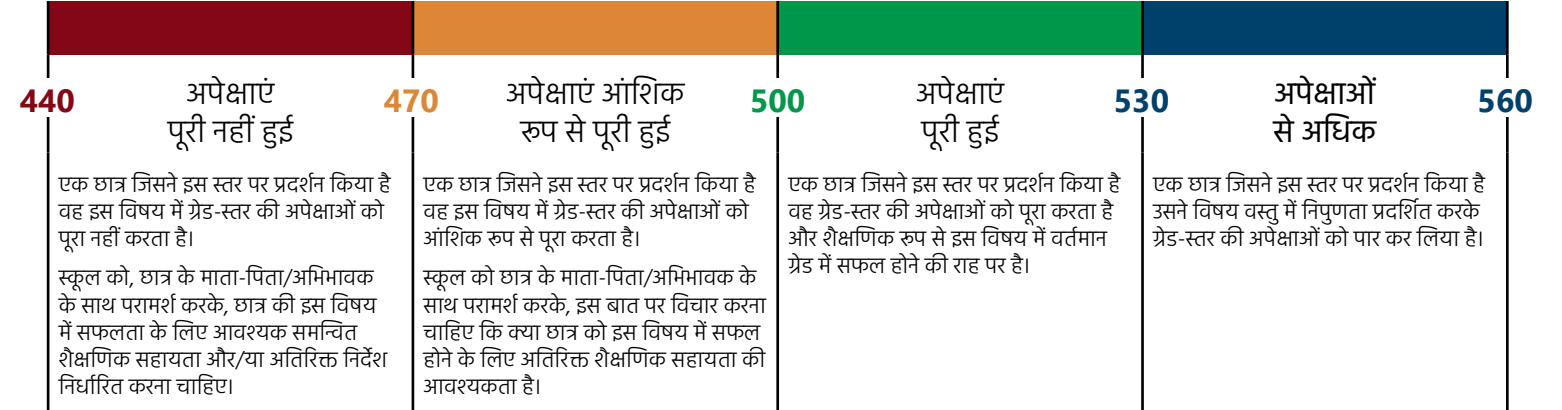 440
अपेक्षाएं
पूरी नहीं हुई
470
अपेक्षाएं आंशिक
रूप से पूरी हुई
500
अपेक्षाएं
पूरी हुई
530
अपेक्षाओं
से अधिक
560
एक छात्र जिसने इस स्तर पर प्रदर्शन किया है
वह इस विषय में ग्रेड-स्तर की अपेक्षाओं को
पूरा नहीं करता है।
स्कूल को, छात्र के माता-पिता/अभिभावक
के साथ परामर्श करके, छात्र की इस विषय
में सफलता के लिए आवश्यक समन्वित
शैक्षणिक सहायता और/या अतिरिक्त निर्देश
निर्धारित करना चाहिए।
एक छात्र जिसने इस स्तर पर प्रदर्शन किया है
वह इस विषय में ग्रेड-स्तर की अपेक्षाओं को
आंशिक रूप से पूरा करता है।
स्कूल को छात्र के माता-पिता/अभिभावक के
साथ परामर्श करके, इस बात पर विचार करना
चाहिए कि क्या छात्र को इस विषय में सफल
होने के लिए अतिरिक्त शैक्षणिक सहायता की
आवश्यकता है।
एक छात्र जिसने इस स्तर पर प्रदर्शन किया है
वह ग्रेड-स्तर की अपेक्षाओं को पूरा करता है
और शैक्षणिक रूप से इस विषय में वर्तमान
ग्रेड में सफल होने की राह पर है।
एक छात्र जिसने इस स्तर पर प्रदर्शन किया है
उसने विषय वस्तु में निपुणता प्रदर्शित करके
ग्रेड-स्तर की अपेक्षाओं को पार कर लिया है।